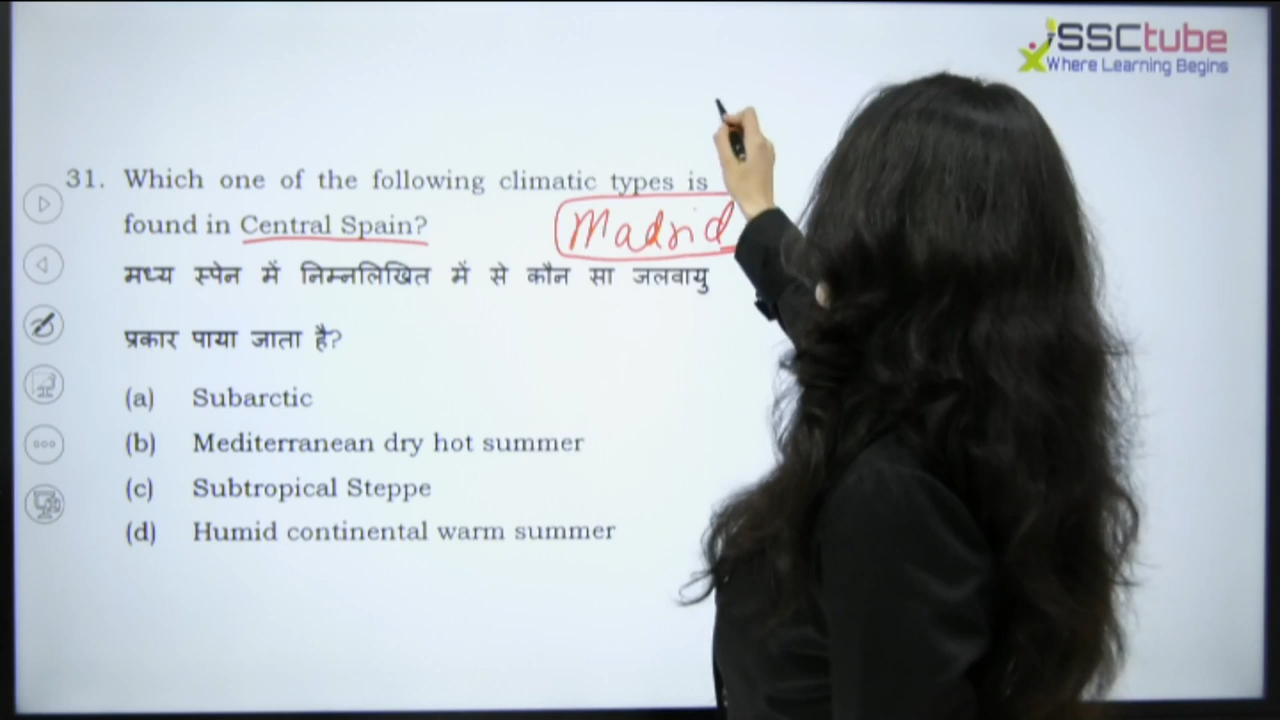 SSCtube
Where Learning Begins
31. Which one of the following climatic types is
found in Central Spain?
Madrid
मध्य स्पेन में निम्नलिखित में से कौन सा जलवायु
प्रकार पाया जाता है?
(a) Subarctic
(b) Mediterranean dry hot summer
(c) Subtropical Steppe
(d) Humid continental warm summer